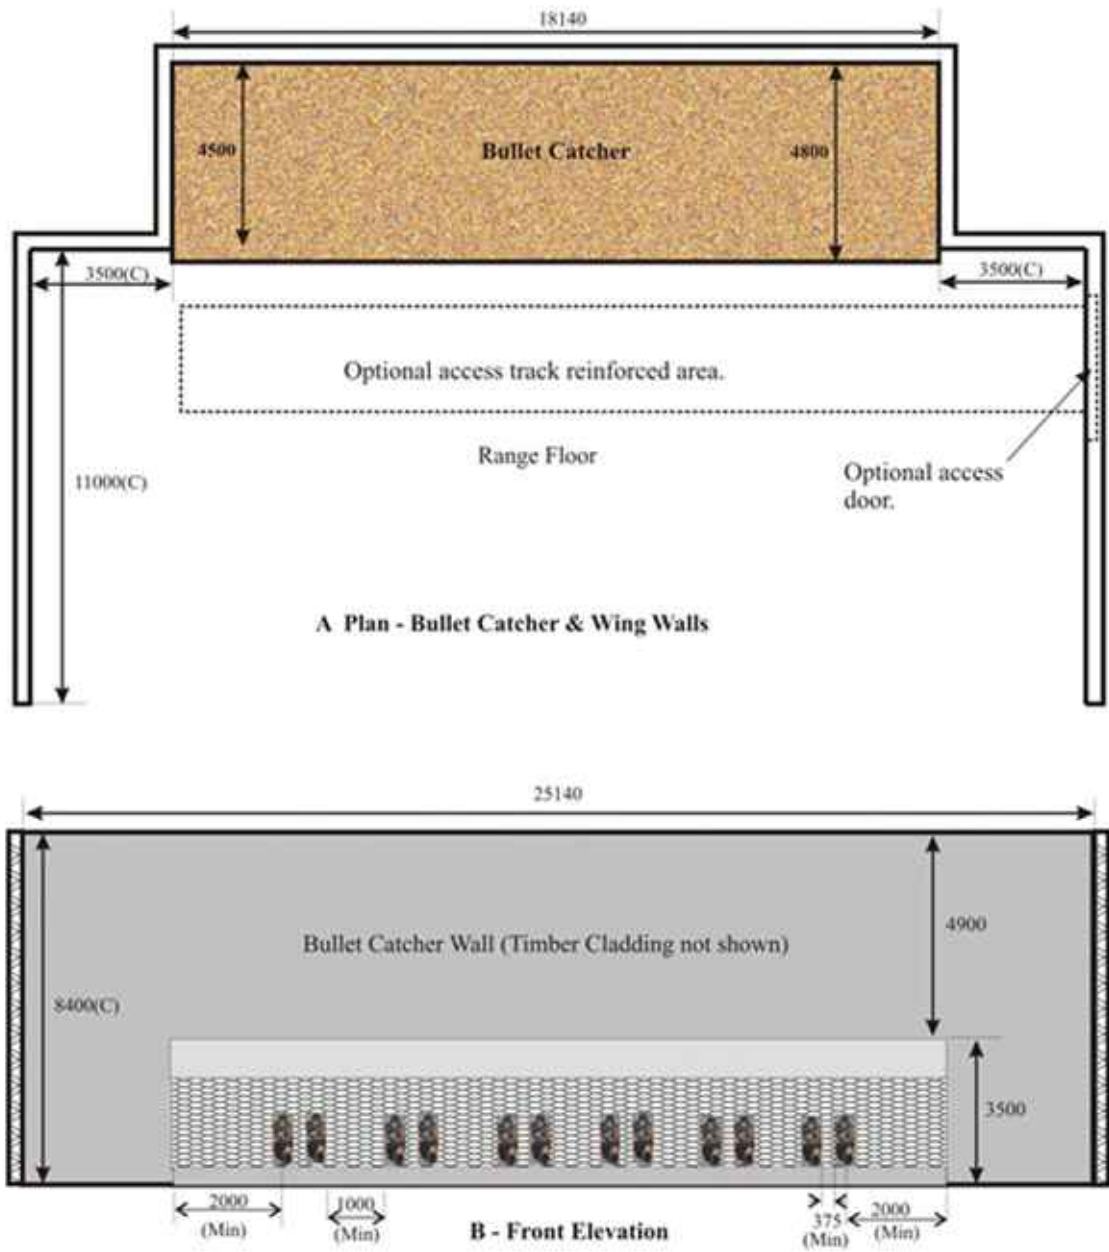 18140
4500
Bullet Catcher
4800
3500(C)
3500(C)
Optional access track reinforced area.
Range Floor
11000(C)
Optional access
door.
A Plan - Bullet Catcher & Wing Walls
25140
4900
Bullet Catcher Wall (Timber Cladding not shown)
8400(C)
3500
2000
(Min)
1000
(Min)
375
(Min)
2000
(Min)
B - Front Elevation